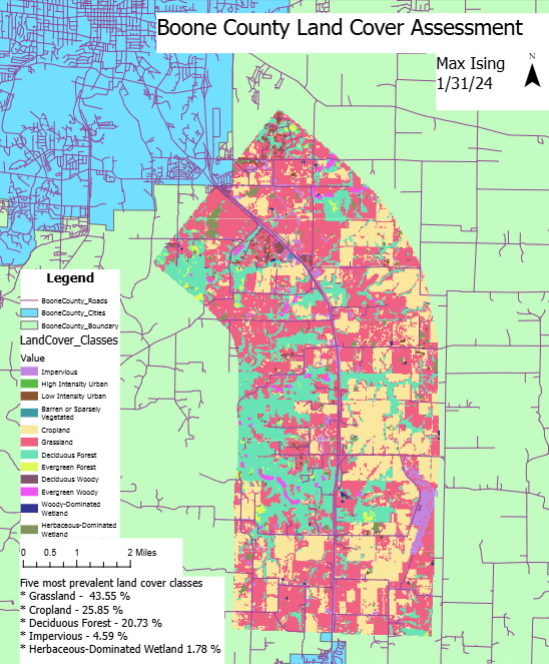 Boone County Land Cover Assessment
Max Ising
1/31/24
N
Legend
BooneCounty_Roads
BooneCounty_Cities
BooneCounty_Boundary
LandCover_Classes
Value
Impervious
High Intensity Urban
Low Intensity Urban
Barren or Sparsely
Vegetated
Cropland
Grassland
Deciduous Forest
Evergreen Forest
Deciduous Woody
Evergreen Woody
Woody-Dominated
Wetland
Herbaceous-Dominated
Wetland
0 0.5 1 2 Miles
Five most prevalent land cover classes
* Grassland - 43.55 %
* Cropland - 25.85 %
* Deciduous Forest - 20.73 %
* Impervious - 4.59 %
* Herbaceous-Dominated Wetland 1.78 %